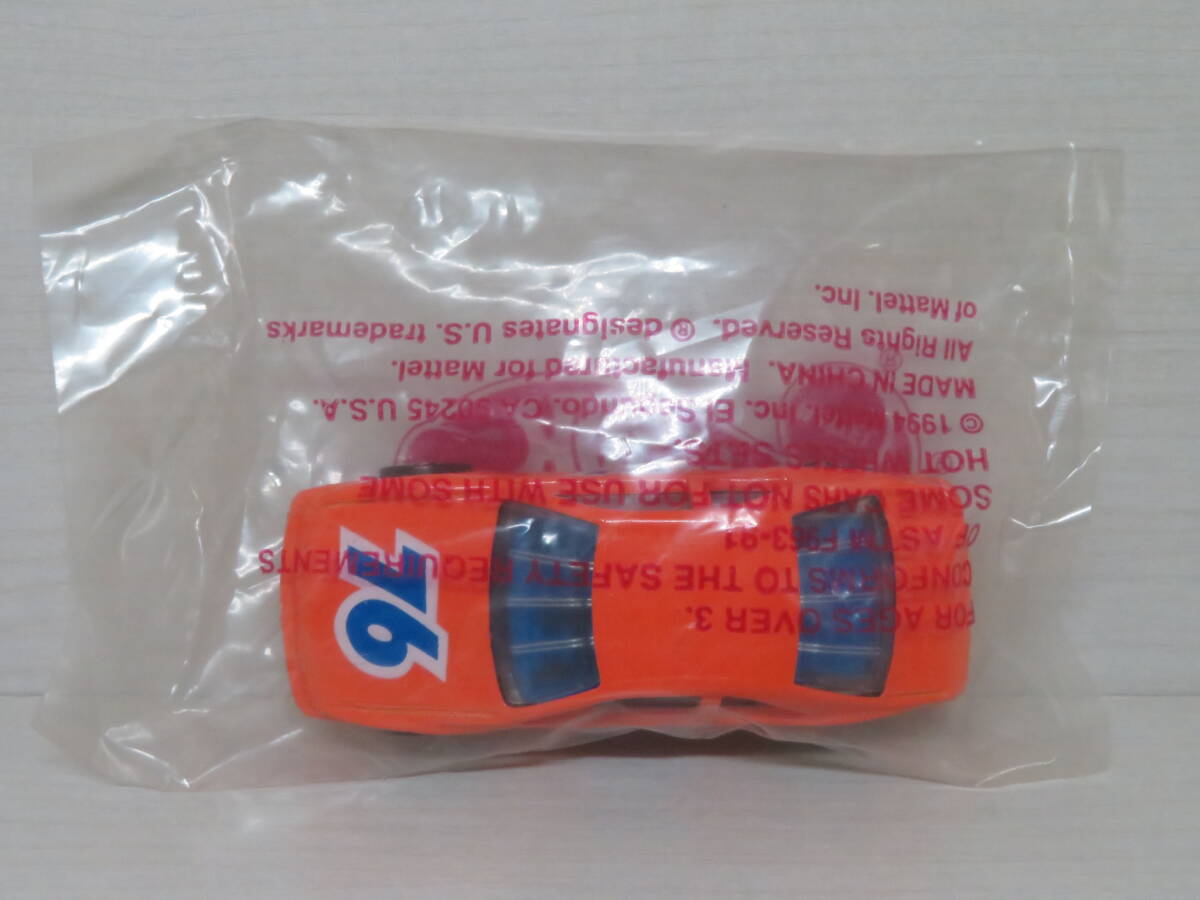 FOR AGES OVER 3.
CONFORMS TO THE SAFETY REQUIREMENTS
OF ASTM F963-91
SOME CARS NOT FOR USE WITH SOME
HOT WHEELS SETS.
© 1994 Mattel, Inc. El Segundo, CA 90245 U.S.A.
MADE IN CHINA. Manufactured for Mattel.
All Rights Reserved. ® designates U.S. trademarks
of Mattel, Inc.
®
76